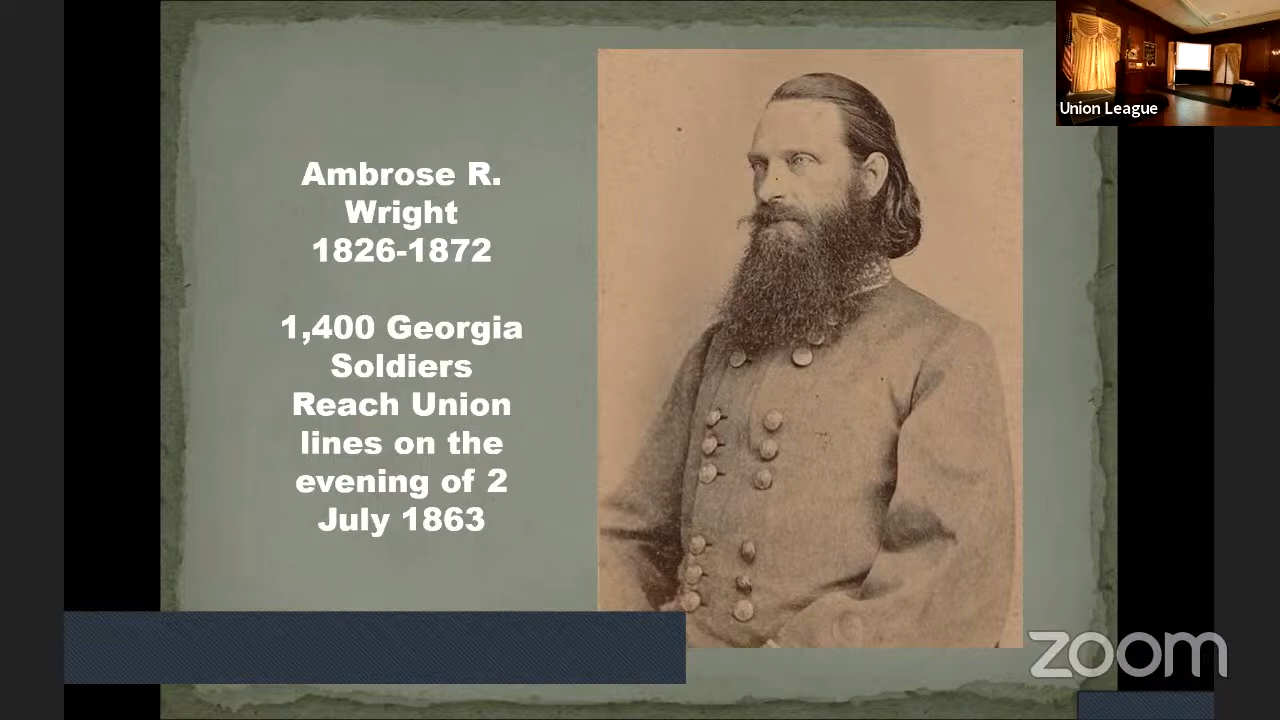 Ambrose R.
Wright
1826-1872
1,400 Georgia
Soldiers
Reach Union
lines on the
evening of 2
July 1863
Union League
zoom